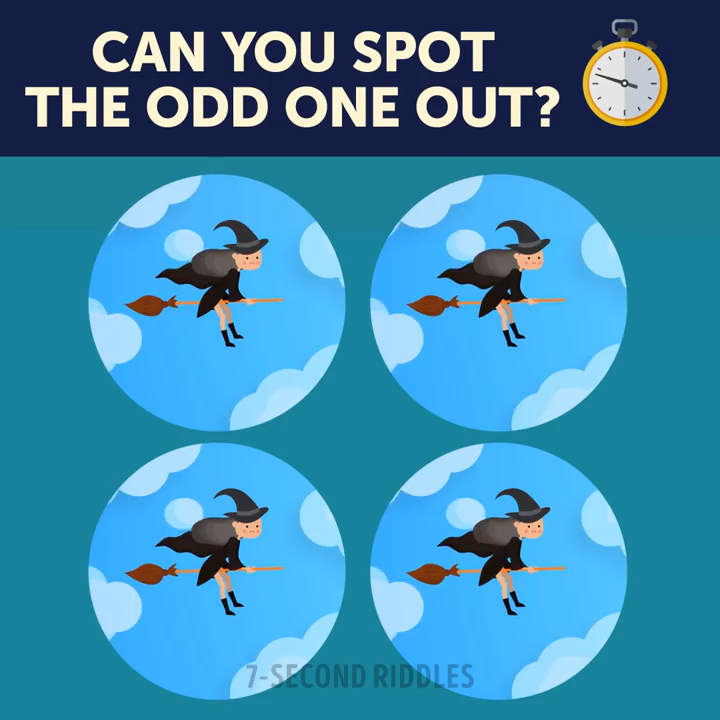 CAN YOU SPOT
THE ODD ONE OUT?
7-SECOND RIDDLES